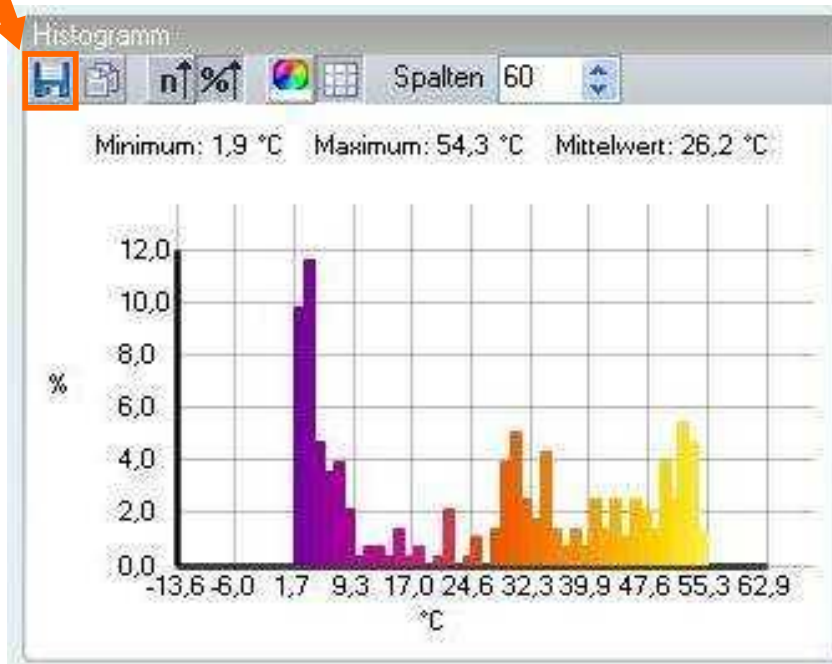 Histogramm
n↑ %↑ Spalten 60
Minimum: 1,9 °C Maximum: 54,3 °C Mittelwert: 26,2 °C
12,0
10,0
8,0
%
6,0
4,0
2,0
0,0
-13,6 -6,0 1,7 9,3 17,0 24,6 32,3 39,9 47,6 55,3 62,9
°C